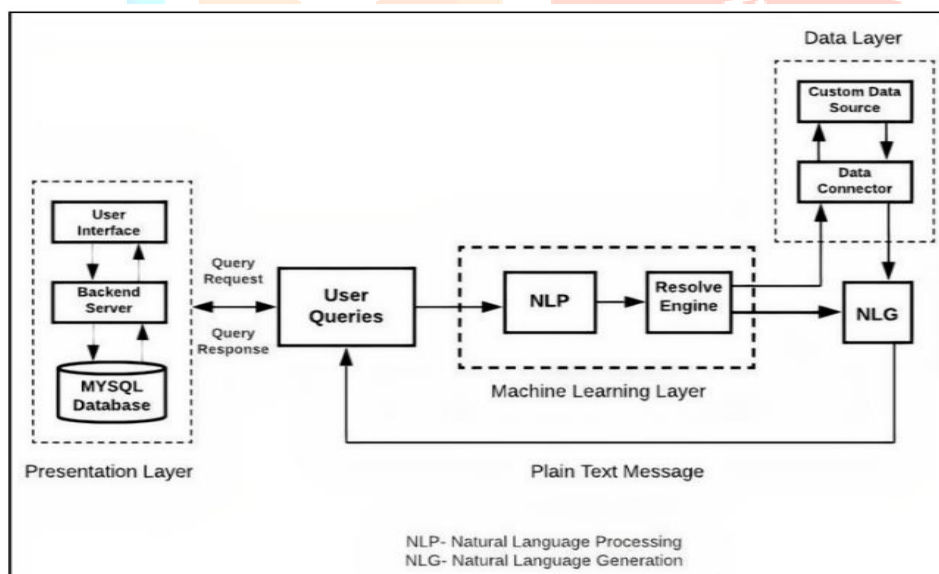 Data Layer
Custom Data
Source
Data
Connector
User
Interface
Backend
Server
MYSQL
Database
Presentation Layer
Query
Request
Query
Response
User
Queries
NLP
Resolve
Engine
Machine Learning Layer
NLG
Plain Text Message
NLP- Natural Language Processing
NLG- Natural Language Generation